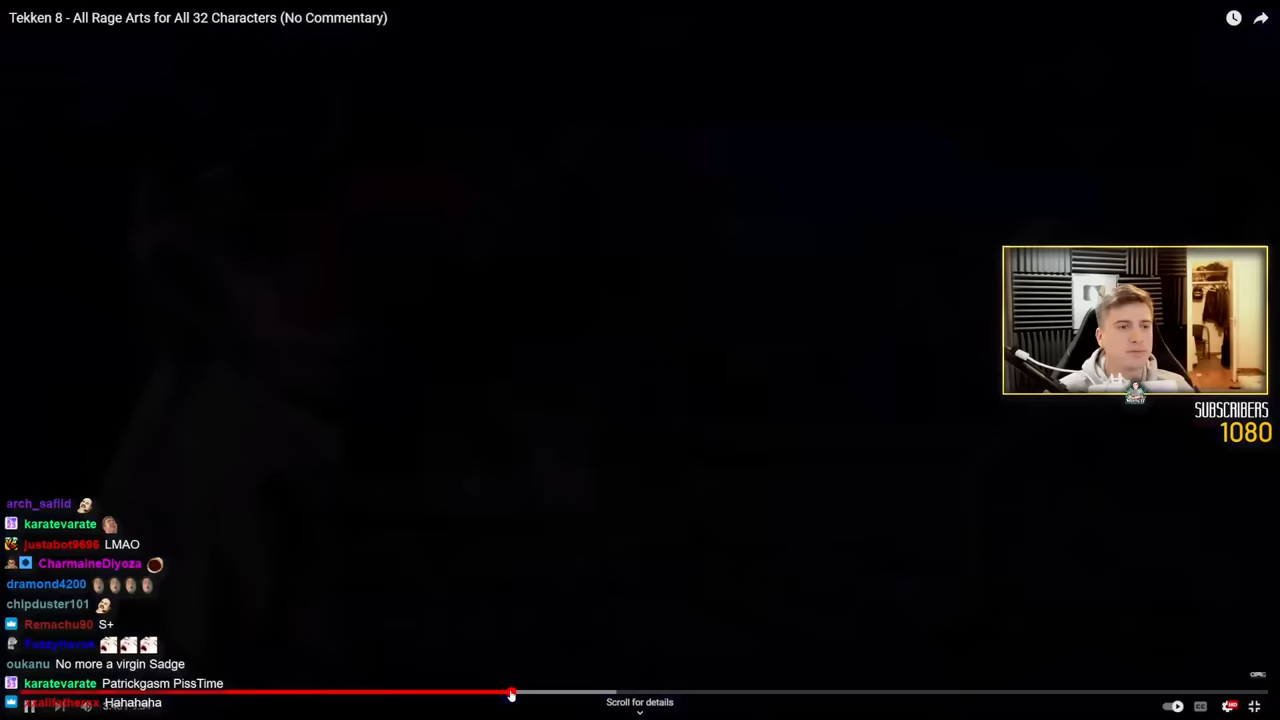 Tekken 8 - All Rage Arts for All 32 Characters (No Commentary)
SUBSCRIBERS
1080
arch_safild
karatevarate
justabot9696 LMAO
CharmaineDiyoza
dramond4200
chipduster101
Remachu90 S+
oukanu No more a virgin Sadge
karatevarate Patrickgasm PissTime
Hahahaha
Scroll for details